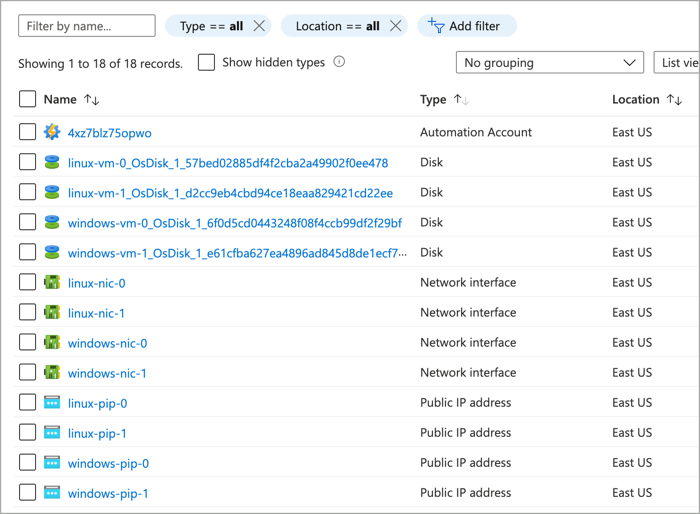 Filter by name... Type == all Location == all Add filter
Showing 1 to 18 of 18 records. Show hidden types No grouping List vie
Name Type Location
4xz7blz75opwo Automation Account East US
linux-vm-0_OsDisk_1_57bed02885df4f2cba2a49902f0ee478 Disk East US
linux-vm-1_OsDisk_1_d2cc9eb4cbd94ce18eaa829421cd22ee Disk East US
windows-vm-0_OsDisk_1_6f0d5cd0443248f08f4ccb99df2f29bf Disk East US
windows-vm-1_OsDisk_1_e61cfba627ea4896ad845d8de1ecf7... Disk East US
linux-nic-0 Network interface East US
linux-nic-1 Network interface East US
windows-nic-0 Network interface East US
windows-nic-1 Network interface East US
linux-pip-0 Public IP address East US
linux-pip-1 Public IP address East US
windows-pip-0 Public IP address East US
windows-pip-1 Public IP address East US